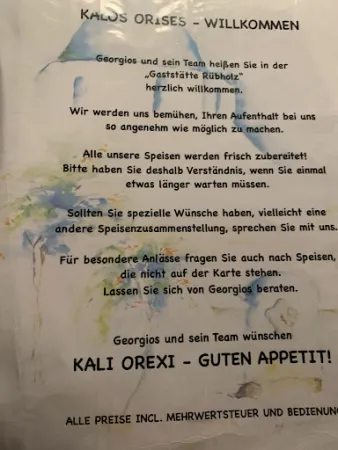 KALOS ORISES - WILLKOMMEN
Georgios und sein Team heißen Sie in der
„Gaststätte Rübholz"
herzlich willkommen.
Wir werden uns bemühen, Ihren Aufenthalt bei uns
so angenehm wie möglich zu machen.
Alle unsere Speisen werden frisch zubereitet!
Bitte haben Sie deshalb Verständnis, wenn Sie einmal
etwas länger warten müssen.
Sollten Sie spezielle Wünsche haben, vielleicht eine
andere Speisenzusammenstellung, sprechen Sie mit uns.
Für besondere Anlässe fragen Sie auch nach Speisen,
die nicht auf der Karte stehen.
Lassen Sie sich von Georgios beraten.
Georgios und sein Team wünschen
KALI OREXI - GUTEN APPETIT!
ALLE PREISE INCL. MEHRWERTSTEUER UND BEDIENUN